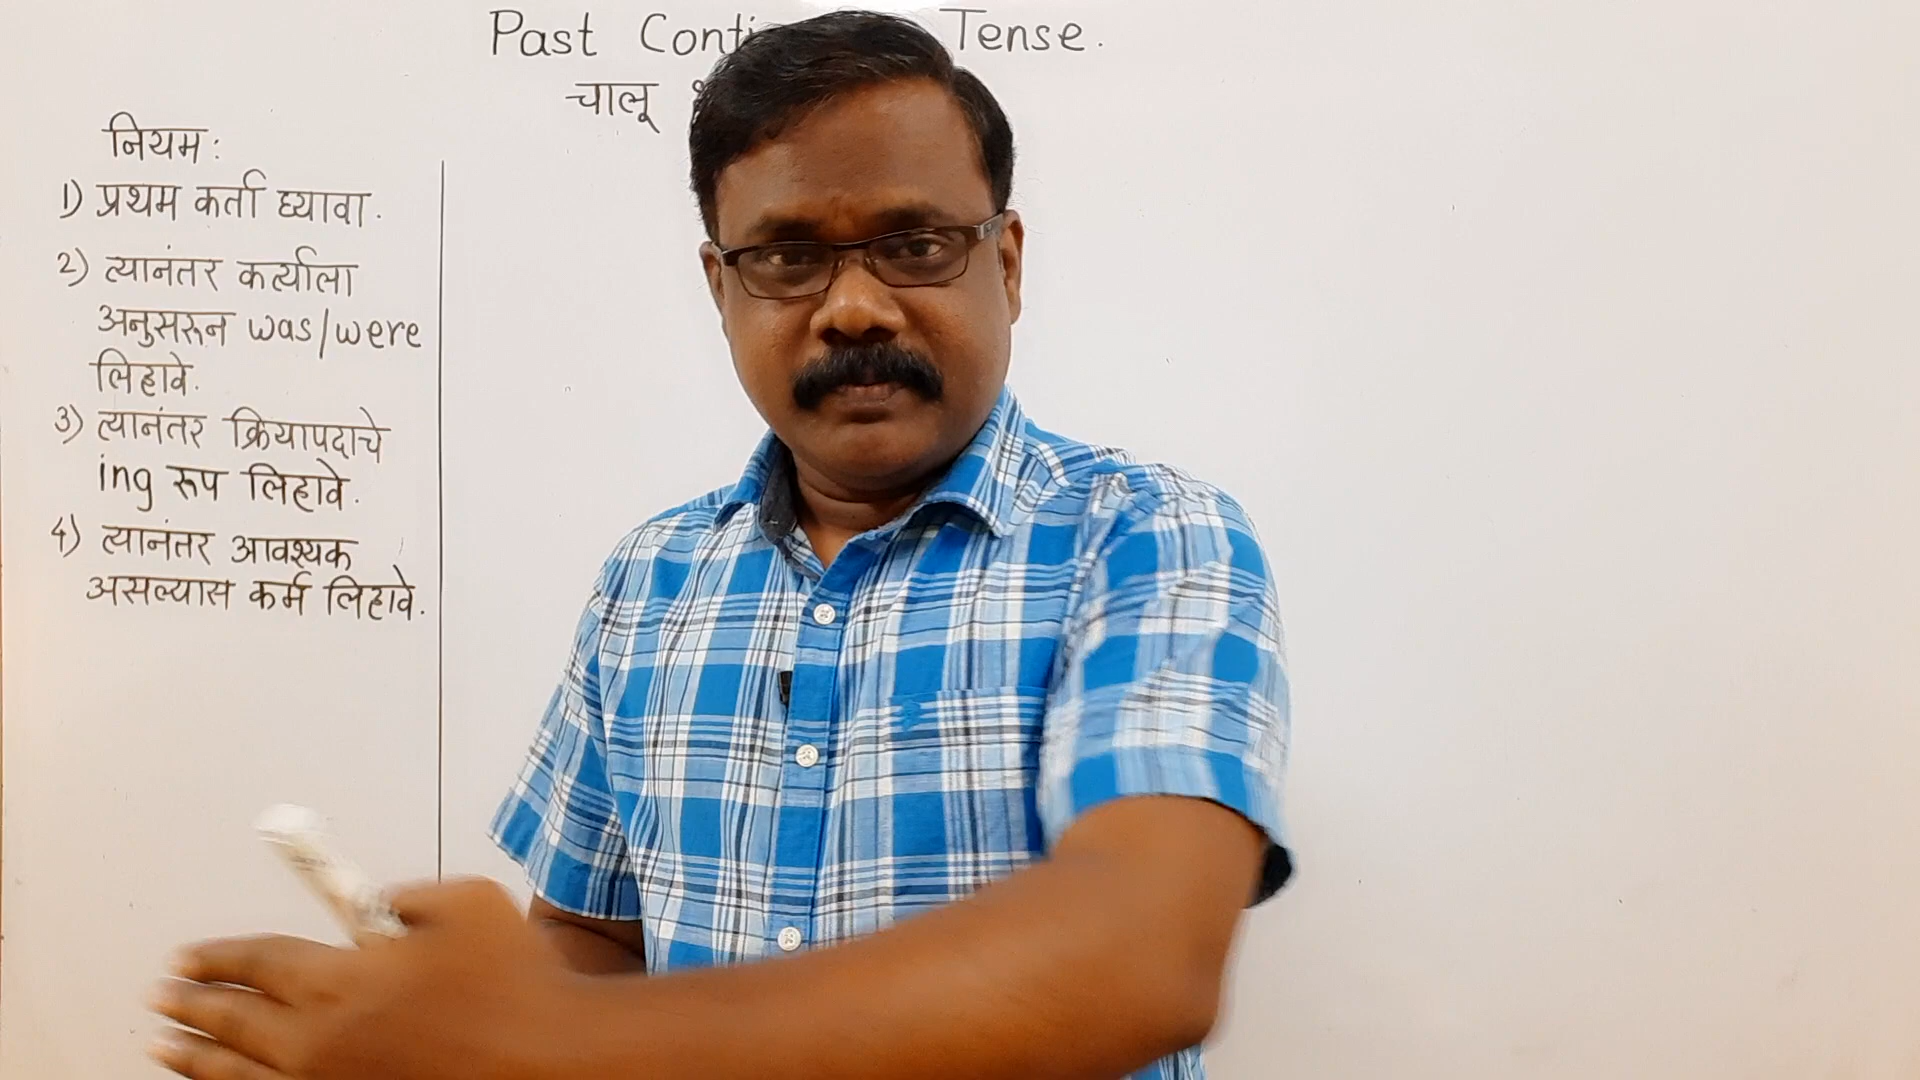 Past Tense.
चालू
नियम:
1) प्रथम कर्ता घ्यावा.
2) त्यानंतर कर्त्याला
अनुसरून was/were
लिहावे.
3) त्यानंतर क्रियापदाचे
ing रूप लिहावे.
4) त्यानंतर आवश्यक
असल्यास कर्म लिहावे.